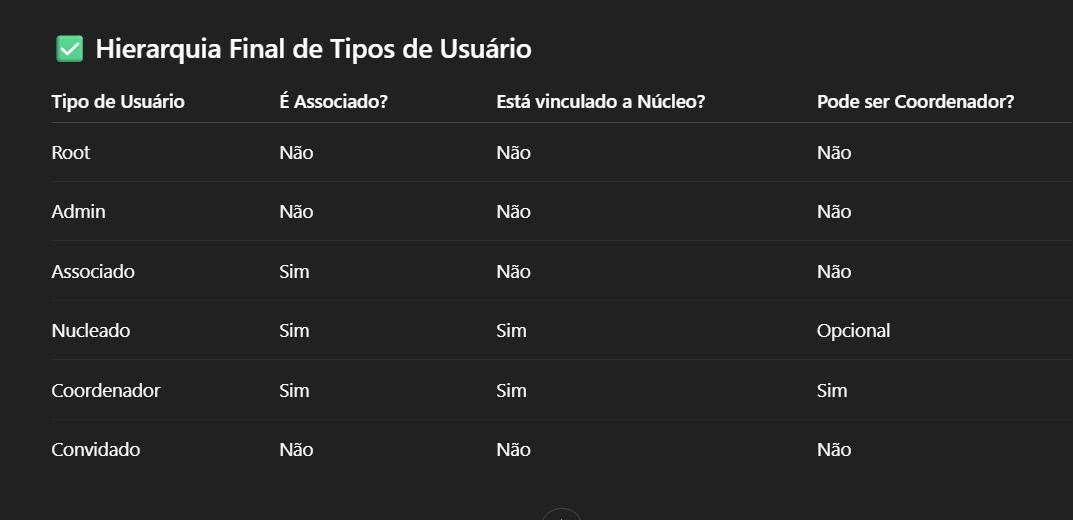 ✅ Hierarquia Final de Tipos de Usuário
Tipo de Usuário É Associado? Está vinculado a Núcleo? Pode ser Coordenador?
Root Não Não Não
Admin Não Não Não
Associado Sim Não Não
Nucleado Sim Sim Opcional
Coordenador Sim Sim Sim
Convidado Não Não Não